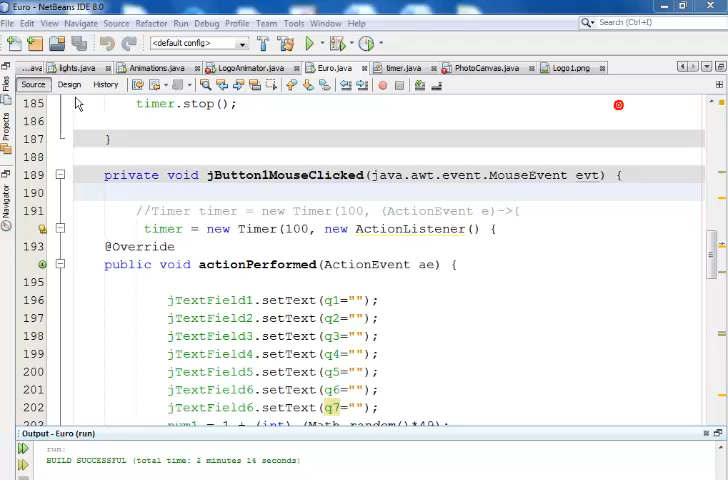 Euro - NetBeans IDE 8.0
File Edit View Navigate Source Refactor Run Debug Profile Team Tools Window Help
Search (Ctrl+I)
<default config>
...ava lights.java Animations.java LogoAnimator.java Euro.java timer.java PhotoCanvas.java Logo1.png
Source Design History
Files
Projects
Navigator
185 timer.stop();
186
187 }
188
189 private void jButton1MouseClicked(java.awt.event.MouseEvent evt) {
190
191 //Timer timer = new Timer(100, (ActionEvent e)->{
timer = new Timer(100, new ActionListener() {
193 @Override
public void actionPerformed(ActionEvent ae) {
195
196 jTextField1.setText(q1="");
197 jTextField2.setText(q2="");
198 jTextField3.setText(q3="");
199 jTextField4.setText(q4="");
200 jTextField5.setText(q5="");
201 jTextField6.setText(q6="");
202 jTextField6.setText(q7="");
203 num1 = 1 + (int) (Math.random()*49);
Output - Euro (run)
run:
BUILD SUCCESSFUL (total time: 2 minutes 14 seconds)